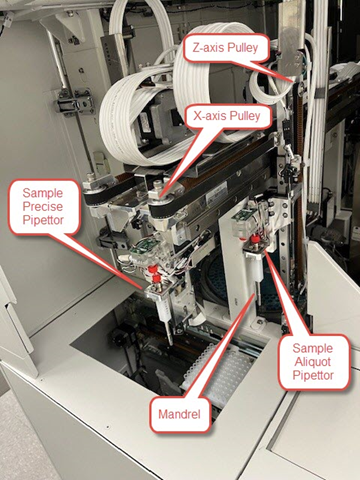 Z-axis Pulley
X-axis Pulley
Sample
Precise
Pipettor
Sample
Aliquot
Pipettor
Mandrel